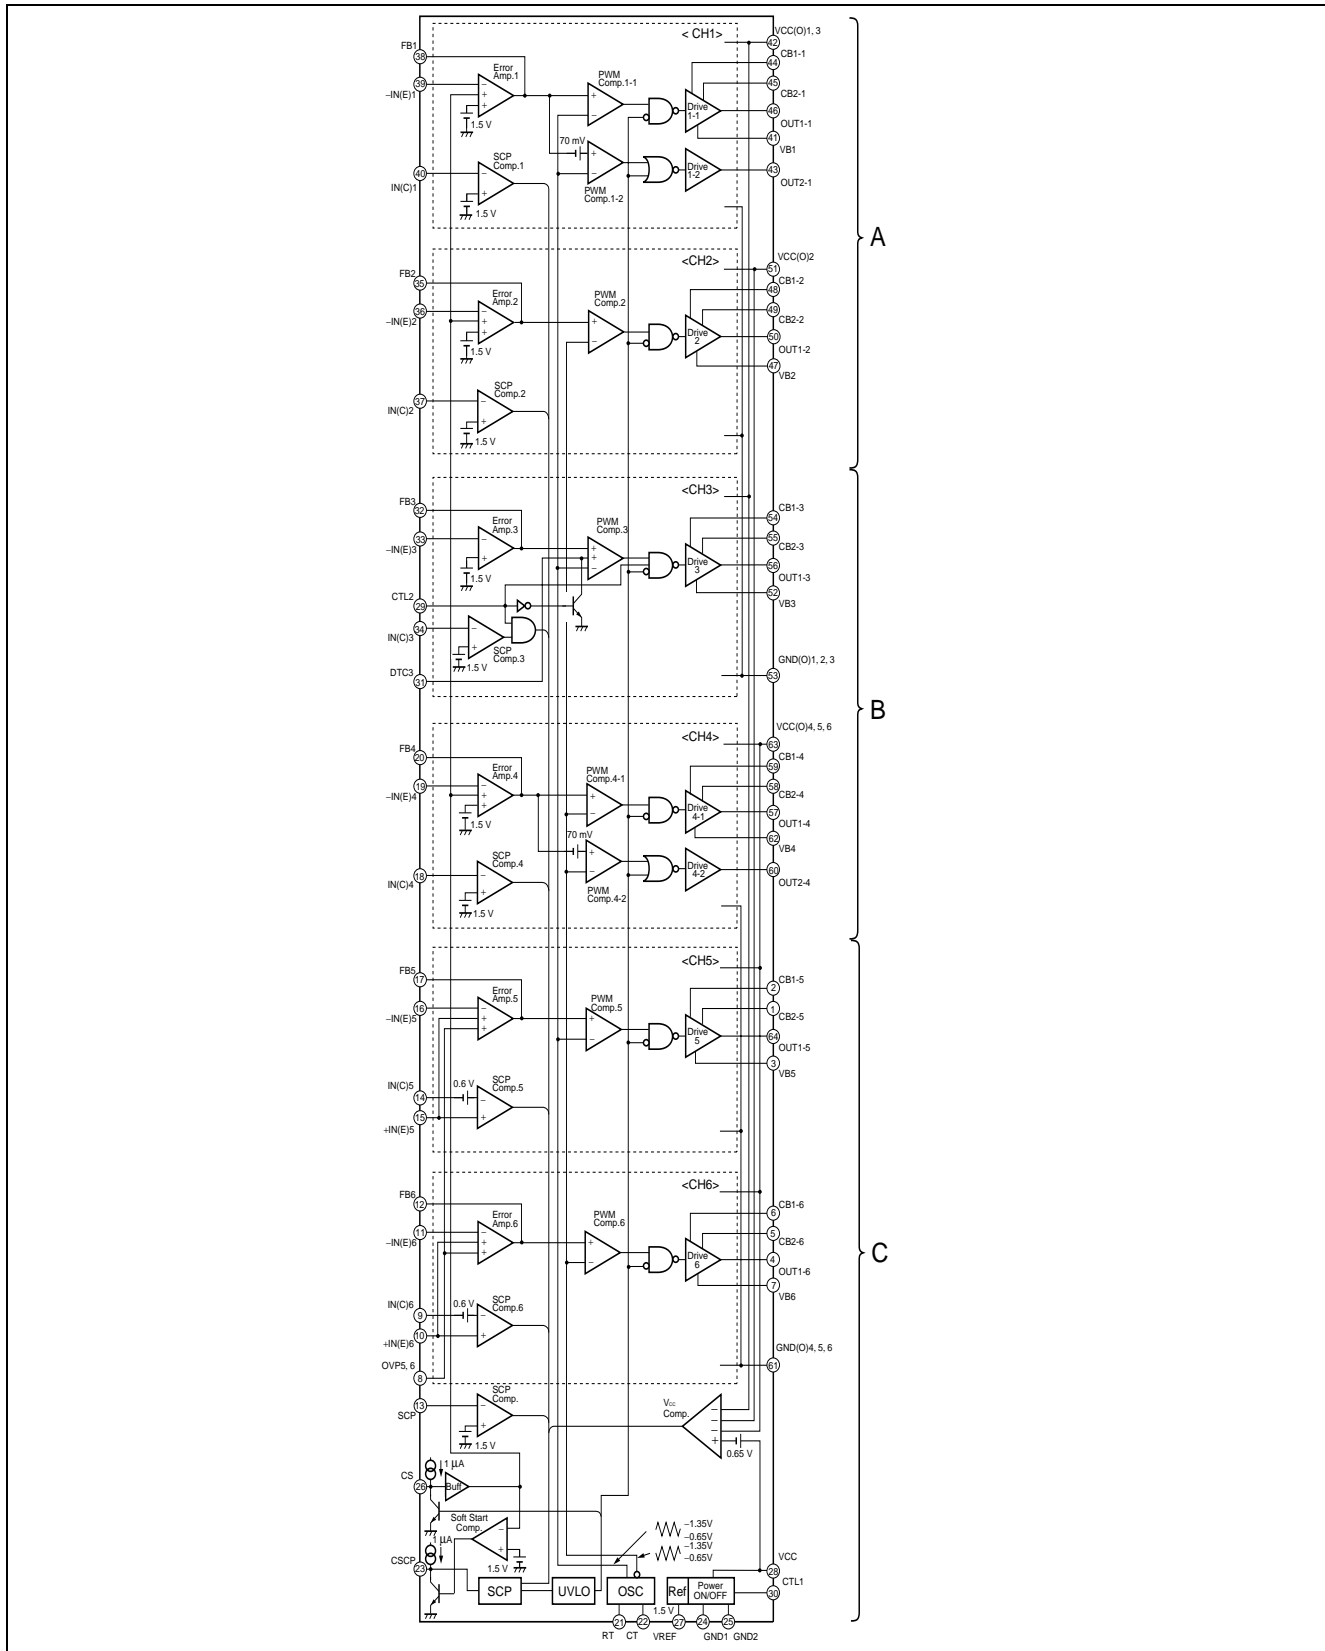 < CH1>
VCC(O)1, 3
42
FB1
38
CB1-1
44
Error
Amp.1
PWM
Comp.1-1
39
–IN(E)1
45
CB2-1
Drive
1-1
46
OUT1-1
1.5 V
41
VB1
70 mV
SCP
Comp.1
40
IN(C)1
Drive
1-2
43
OUT2-1
PWM
Comp.1-2
1.5 V
A
<CH2>
VCC(O)2
51
FB2
35
CB1-2
48
Error
Amp.2
PWM
Comp.2
36
–IN(E)2
49
CB2-2
Drive
2
50
OUT1-2
1.5 V
47
VB2
SCP
Comp.2
37
IN(C)2
1.5 V
<CH3>
FB3
32
CB1-3
54
Error
Amp.3
PWM
Comp.3
33
–IN(E)3
55
CB2-3
Drive
3
56
OUT1-3
1.5 V
52
VB3
CTL2
29
34
IN(C)3
SCP
Comp.3
1.5 V
DTC3
31
GND(O)1, 2, 3
53
B
<CH4>
VCC(O)4, 5, 6
63
FB4
20
CB1-4
59
Error
Amp.4
PWM
Comp.4-1
19
–IN(E)4
58
CB2-4
Drive
4-1
57
OUT1-4
1.5 V
62
VB4
70 mV
SCP
Comp.4
18
IN(C)4
Drive
4-2
60
OUT2-4
PWM
Comp.4-2
1.5 V
<CH5>
FB5
17
CB1-5
2
Error
Amp.5
PWM
Comp.5
16
–IN(E)5
1
CB2-5
Drive
5
64
OUT1-5
3
VB5
IN(C)5
14
0.6 V
SCP
Comp.5
15
+IN(E)5
<CH6>
FB6
12
CB1-6
6
Error
Amp.6
PWM
Comp.6
11
–IN(E)6
5
CB2-6
Drive
6
4
OUT1-6
7
VB6
C
IN(C)6
9
0.6 V
SCP
Comp.6
10
+IN(E)6
OVP5, 6
8
GND(O)4, 5, 6
61
13
SCP
SCP
Comp.
1.5 V
Vcc
Comp.
0.65 V
1 µA
CS
26
Buff
Soft Start
Comp.
1.5 V
–1.35V
–0.65V
–1.35V
–0.65V
1 µA
CSCP
23
SCP
UVLO
OSC
Ref
Power
ON/OFF
1.5 V
VCC
28
CTL1
30
21
22
27
24
25
RT
CT
VREF
GND1
GND2